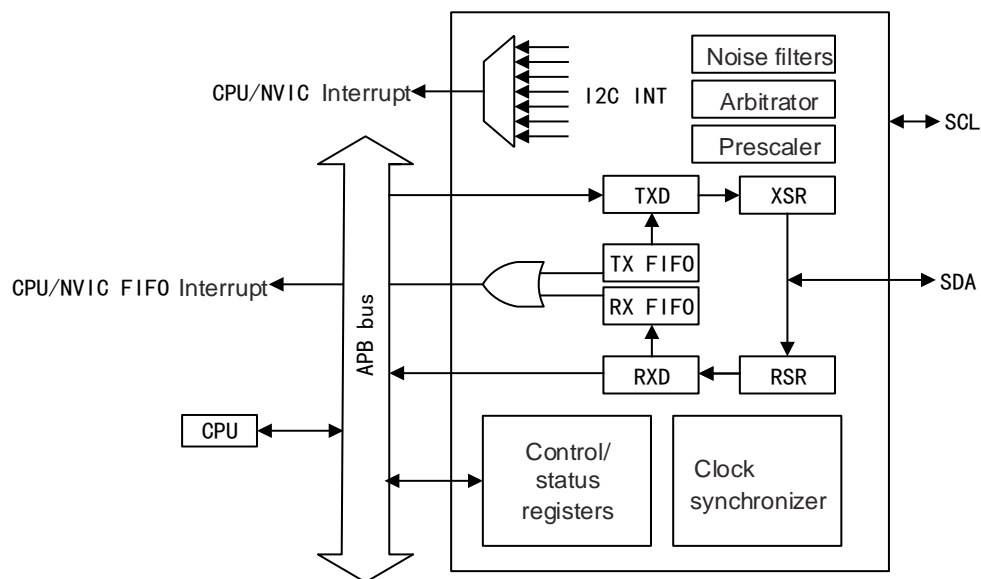 Noise filters
CPU/NVIC Interrupt
I2C INT
Arbitrator
SCL
Prescaler
TXD
XSR
TX FIFO
CPU/NVIC FIFO Interrupt
SDA
RX FIFO
APB bus
RXD
RSR
CPU
Control/
status
registers
Clock
synchronizer